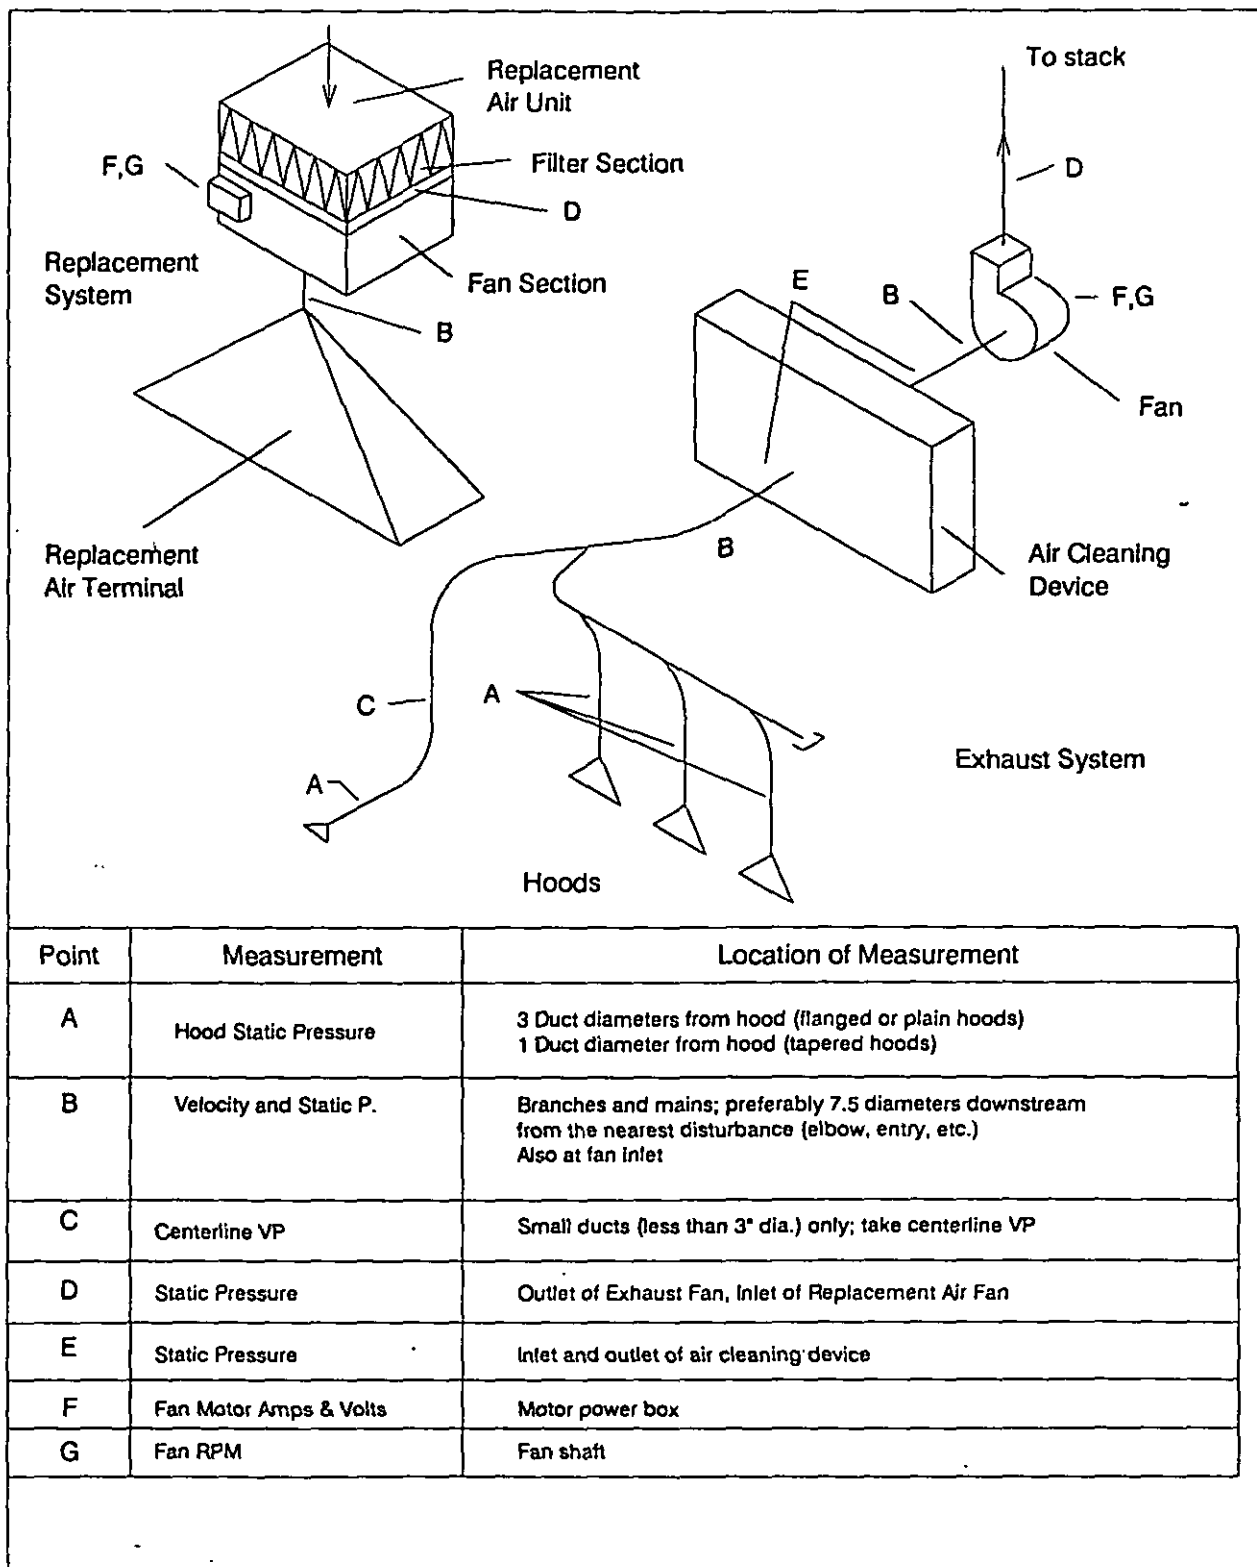 Replacement
Air Unit
To stack
F,G
Filter Section
D
D
Replacement
System
Fan Section
E
B
F,G
B
Fan
Replacement
Air Terminal
B
Air Cleaning
Device
C
A
A
Exhaust System
Hoods
Point Measurement Location of Measurement
A Hood Static Pressure 3 Duct diameters from hood (flanged or plain hoods)
1 Duct diameter from hood (tapered hoods)
B Velocity and Static P. Branches and mains; preferably 7.5 diameters downstream
from the nearest disturbance (elbow, entry, etc.)
Also at fan inlet
C Centerline VP Small ducts (less than 3" dia.) only; take centerline VP
D Static Pressure Outlet of Exhaust Fan, Inlet of Replacement Air Fan
E Static Pressure Inlet and outlet of air cleaning device
F Fan Motor Amps & Volts Motor power box
G Fan RPM Fan shaft